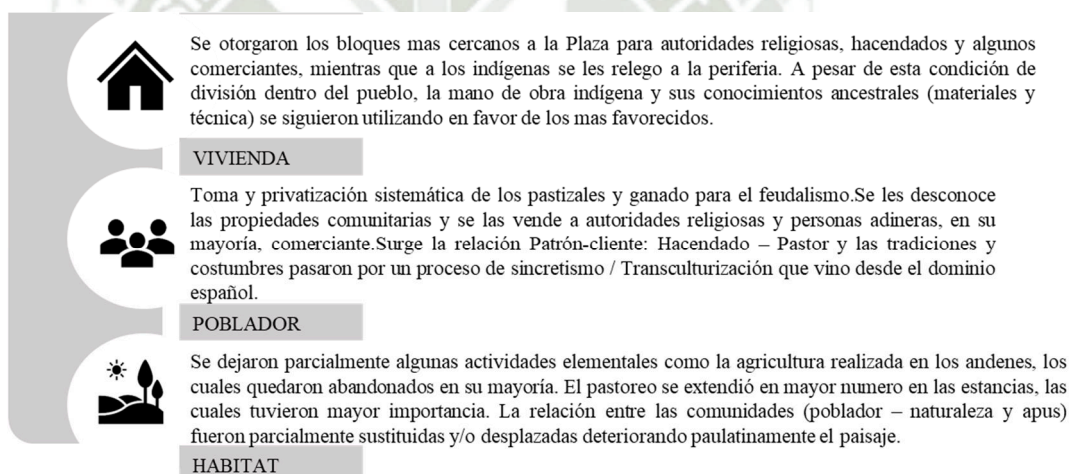 Se otorgaron los bloques mas cercanos a la Plaza para autoridades religiosas, hacendados y algunos
comerciantes, mientras que a los indígenas se les relego a la periferia. A pesar de esta condición de
división dentro del pueblo, la mano de obra indígena y sus conocimientos ancestrales (materiales y
técnica) se siguieron utilizando en favor de los mas favorecidos.
VIVIENDA
Toma y privatización sistemática de los pastizales y ganado para el feudalismo.Se les desconoce
las propiedades comunitarias y se las vende a autoridades religiosas y personas adineras, en su
mayoría, comerciante.Surge la relación Patrón-cliente: Hacendado – Pastor y las tradiciones y
costumbres pasaron por un proceso de sincretismo / Transculturización que vino desde el dominio
español.
POBLADOR
Se dejaron parcialmente algunas actividades elementales como la agricultura realizada en los andenes, los
cuales quedaron abandonados en su mayoría. El pastoreo se extendió en mayor numero en las estancias, las
cuales tuvieron mayor importancia. La relación entre las comunidades (poblador – naturaleza y apus)
fueron parcialmente sustituidas y/o desplazadas deteriorando paulatinamente el paisaje.
HABITAT